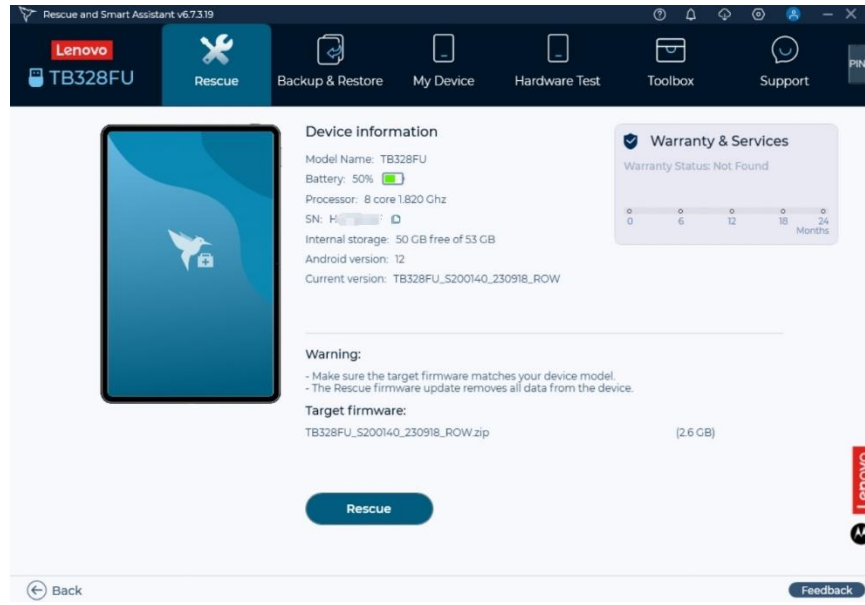 Rescue and Smart Assistant v6.7.3.19
Lenovo
TB328FU
Rescue
Backup & Restore
My Device
Hardware Test
Toolbox
Support
PIN
Device information
Model Name: TB328FU
Battery: 50%
Processor: 8 core 1.820 Ghz
SN: H
Internal storage: 50 GB free of 53 GB
Android version: 12
Current version: TB328FU_S200140_230918_ROW
Warranty & Services
Warranty Status: Not Found
0 6 12 18 24
Months
Warning:
- Make sure the target firmware matches your device model.
- The Rescue firmware update removes all data from the device.
Target firmware:
TB328FU_S200140_230918_ROW.zip (2.6 GB)
Rescue
Lenovo
Back
Feedback